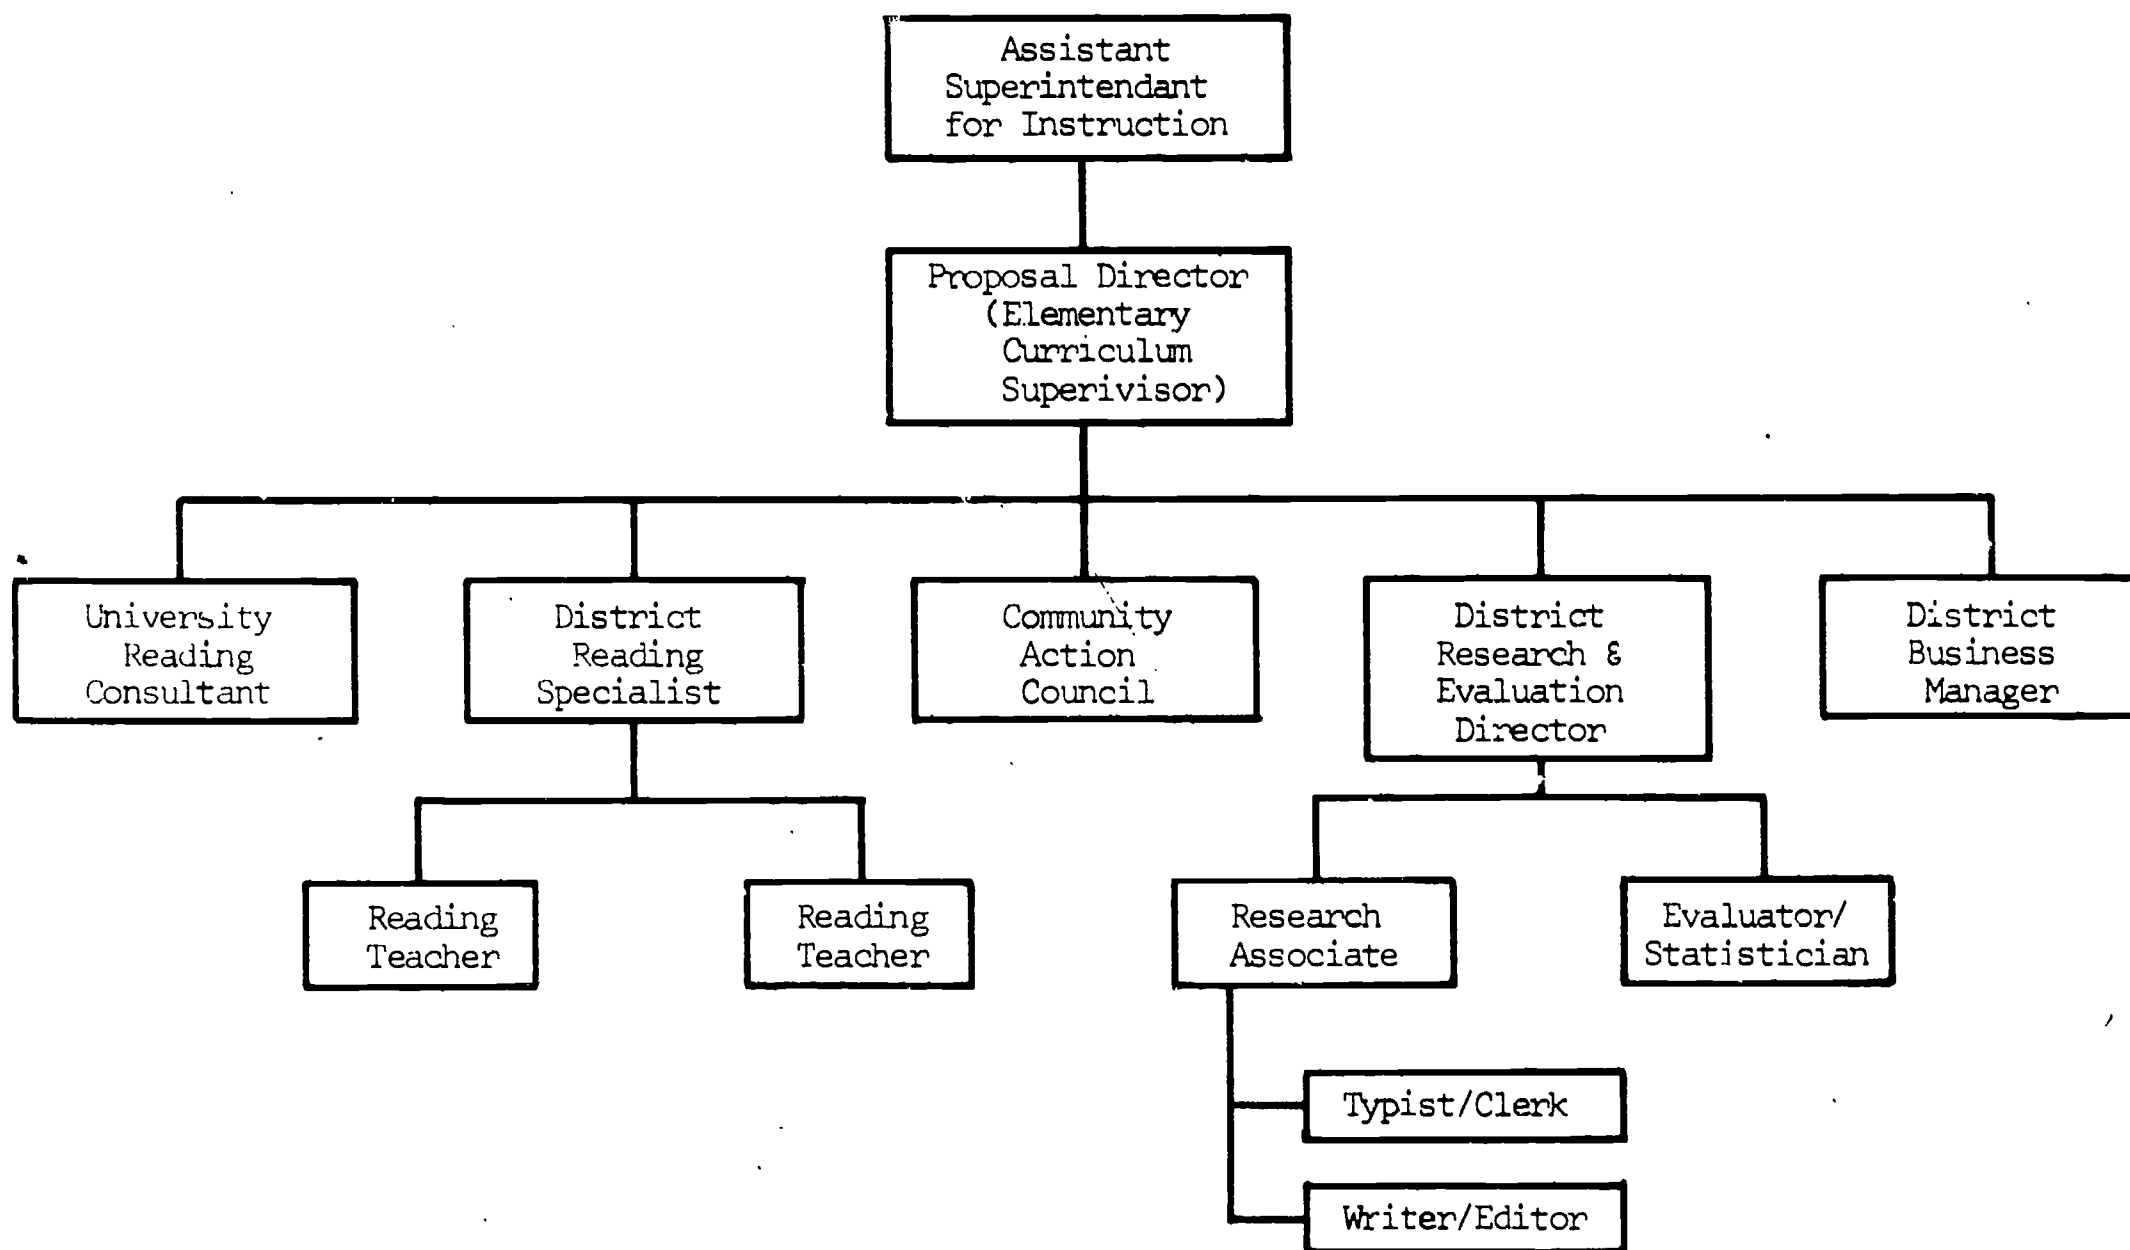 Assistant
Superintendant
for Instruction
Proposal Director
(Elementary
Curriculum
Superivisor)
University
Reading
Consultant
District
Reading
Specialist
Community
Action
Council
District
Research &
Evaluation
Director
District
Business
Manager
Reading
Teacher
Reading
Teacher
Research
Associate
Evaluator/
Statistician
Typist/Clerk
Writer/Editor